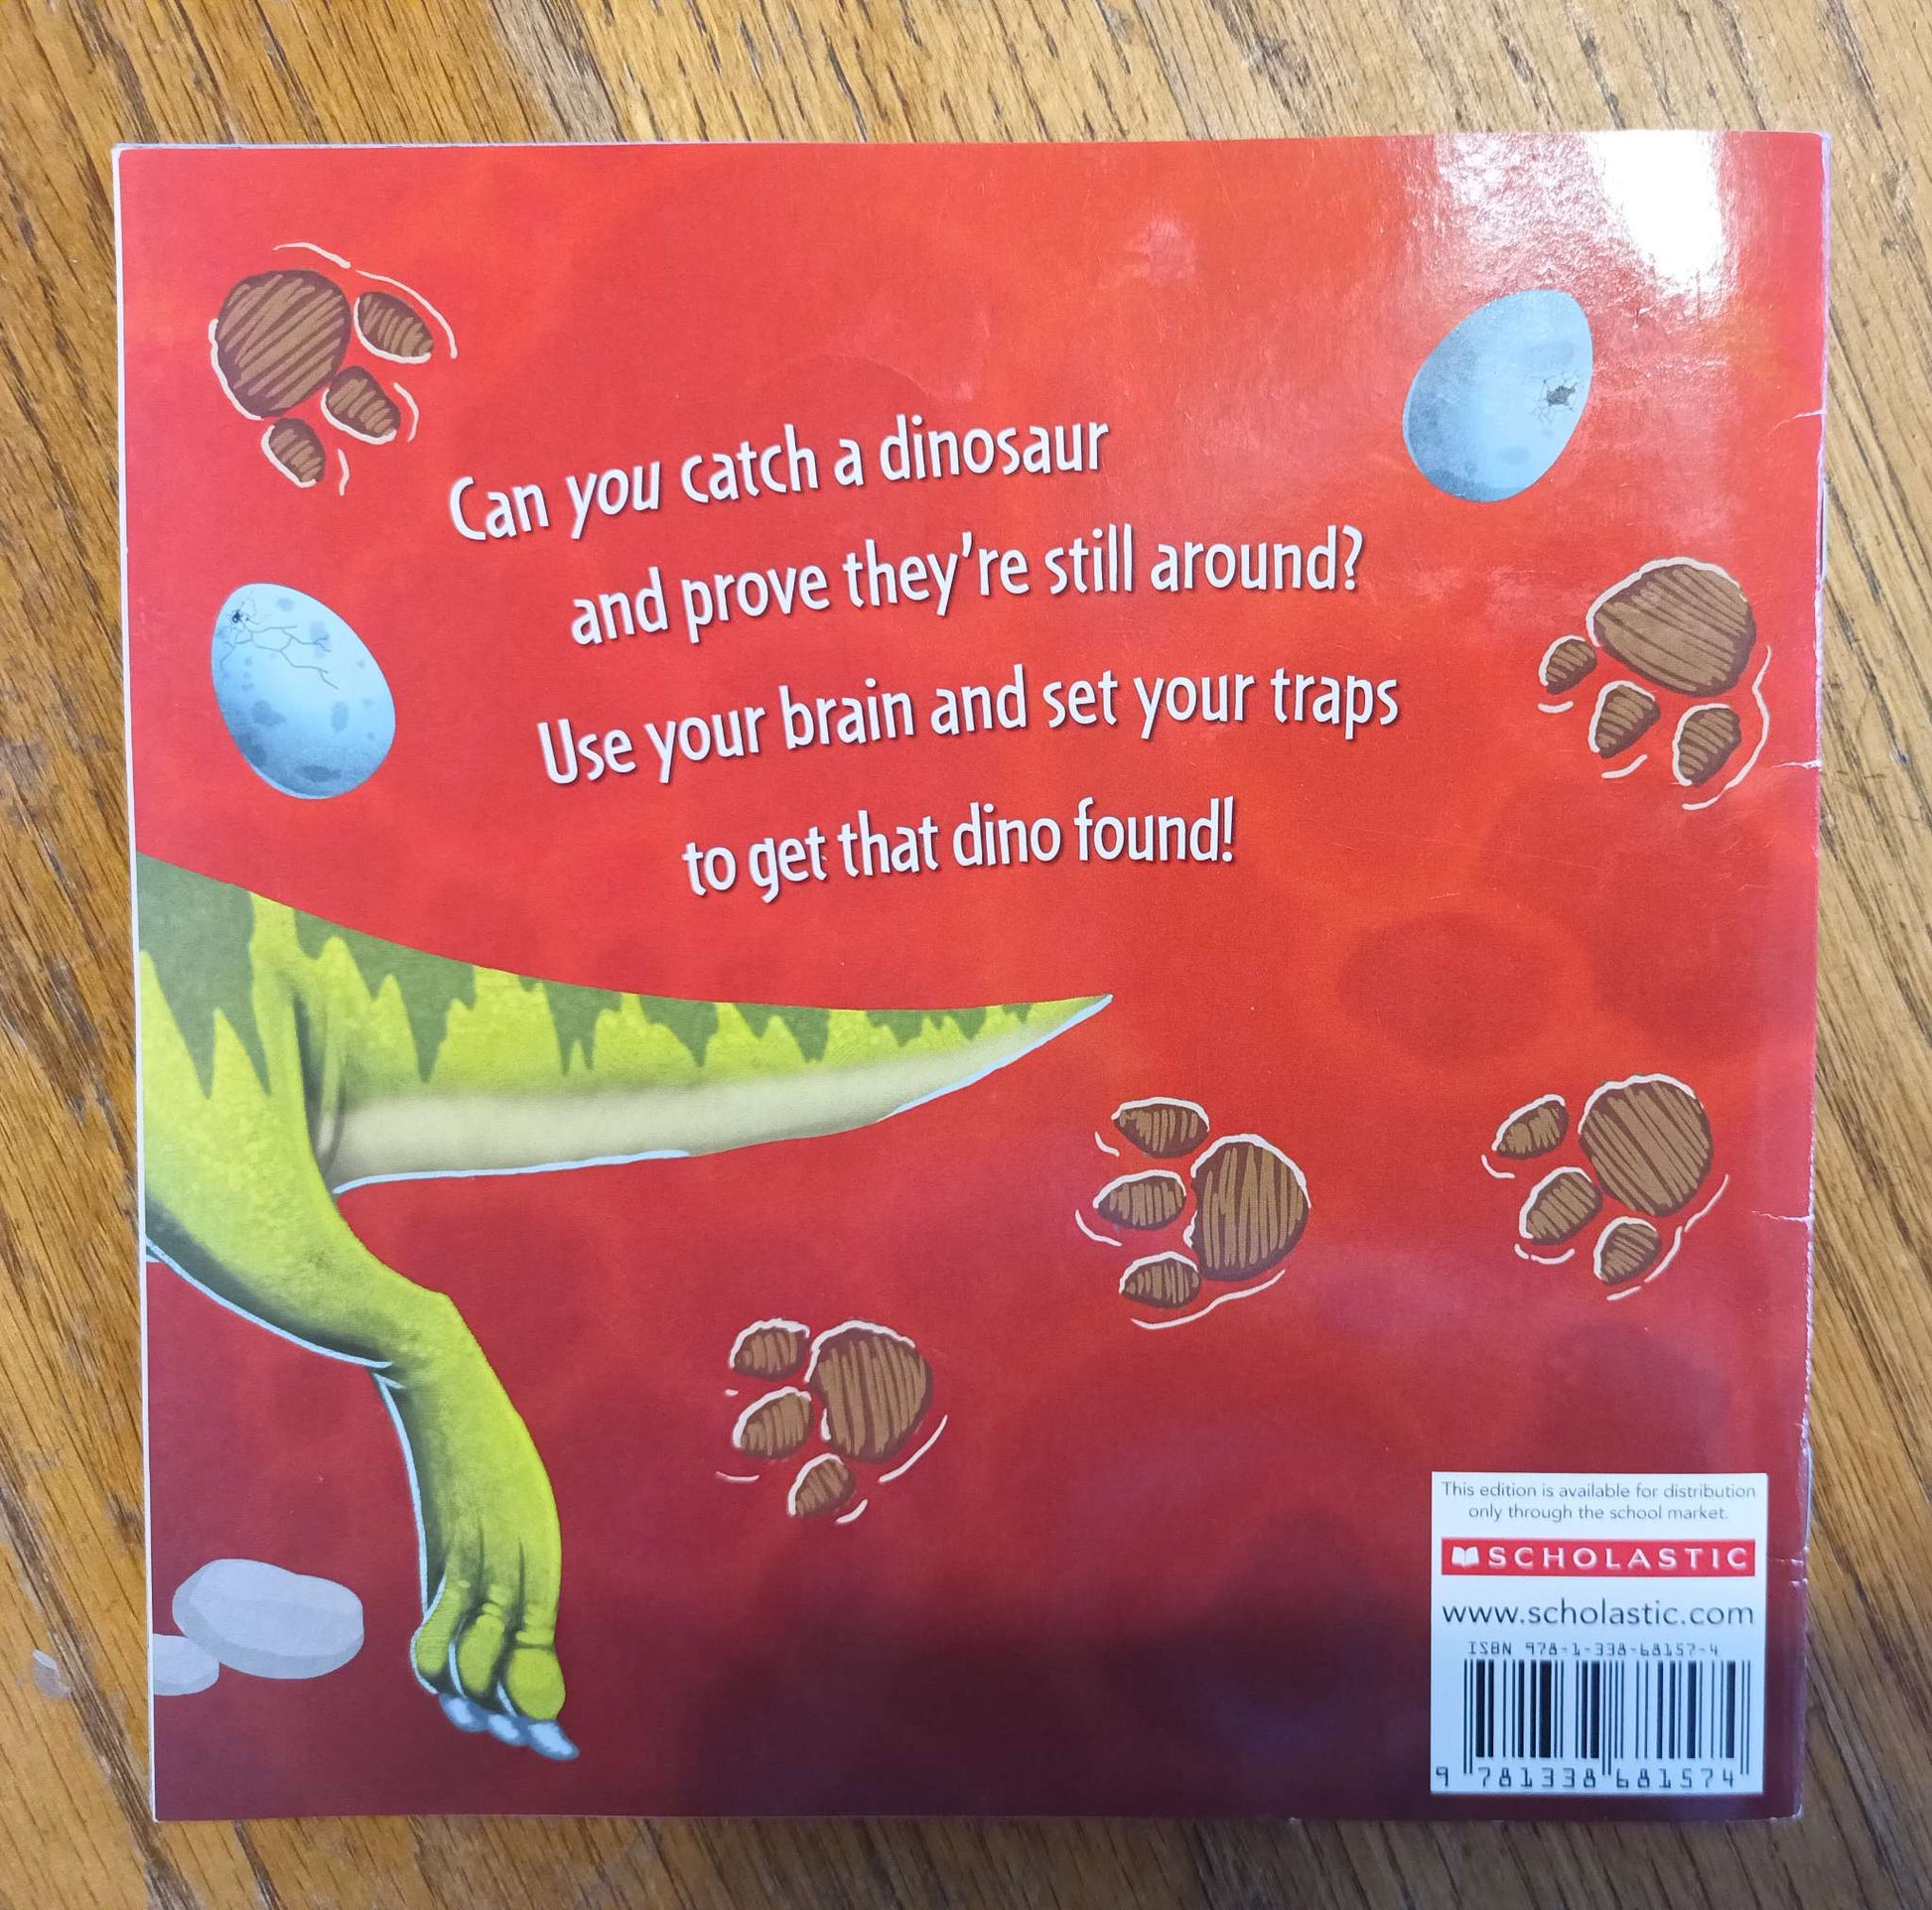 Can you catch a dinosaur
and prove they're still around?
Use your brain and set your traps
to get that dino found!
This edition is available for distribution
only through the school market.
SCHOLASTIC
www.scholastic.com
ISBN 978-1-338-68157-4
9 781338 681574